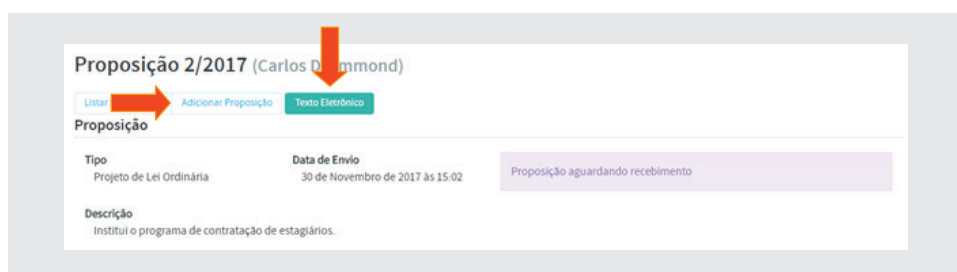 Proposição 2/2017 (Carlos D mmond)
Listar Adicionar Proposição Texto Eletrônico
Proposição
Tipo Data de Envio
Projeto de Lei Ordinária 30 de Novembro de 2017 às 15:02 Proposição aguardando recebimento
Descrição
Institui o programa de contratação de estagiários.